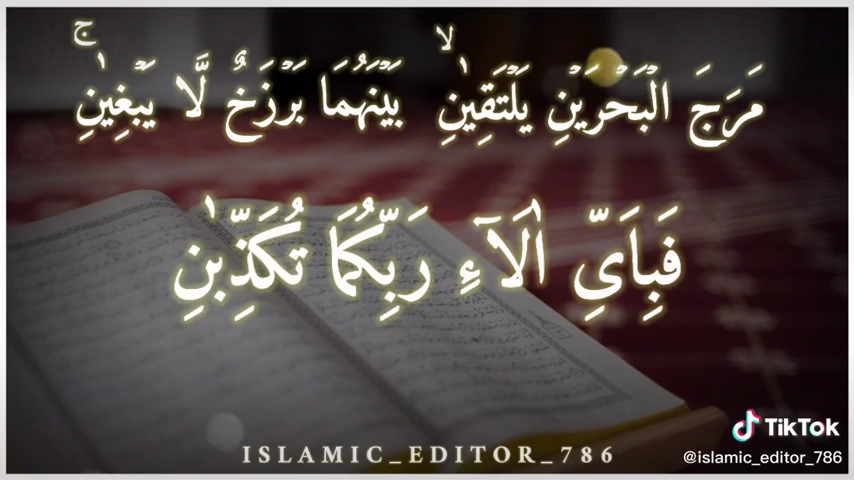 مَرَجَ الْبَحْرَيْنِ يَلْتَقِيٰنِ ۙ بَيْنَهُمَا بَرْزَخٌ لَّا يَبْغِيٰنِ ۚ
فَبِاَيِّ اٰلَآءِ رَبِّكُمَا تُكَذِّبٰنِ
ISLAMIC_EDITOR_786
TikTok
@islamic_editor_786